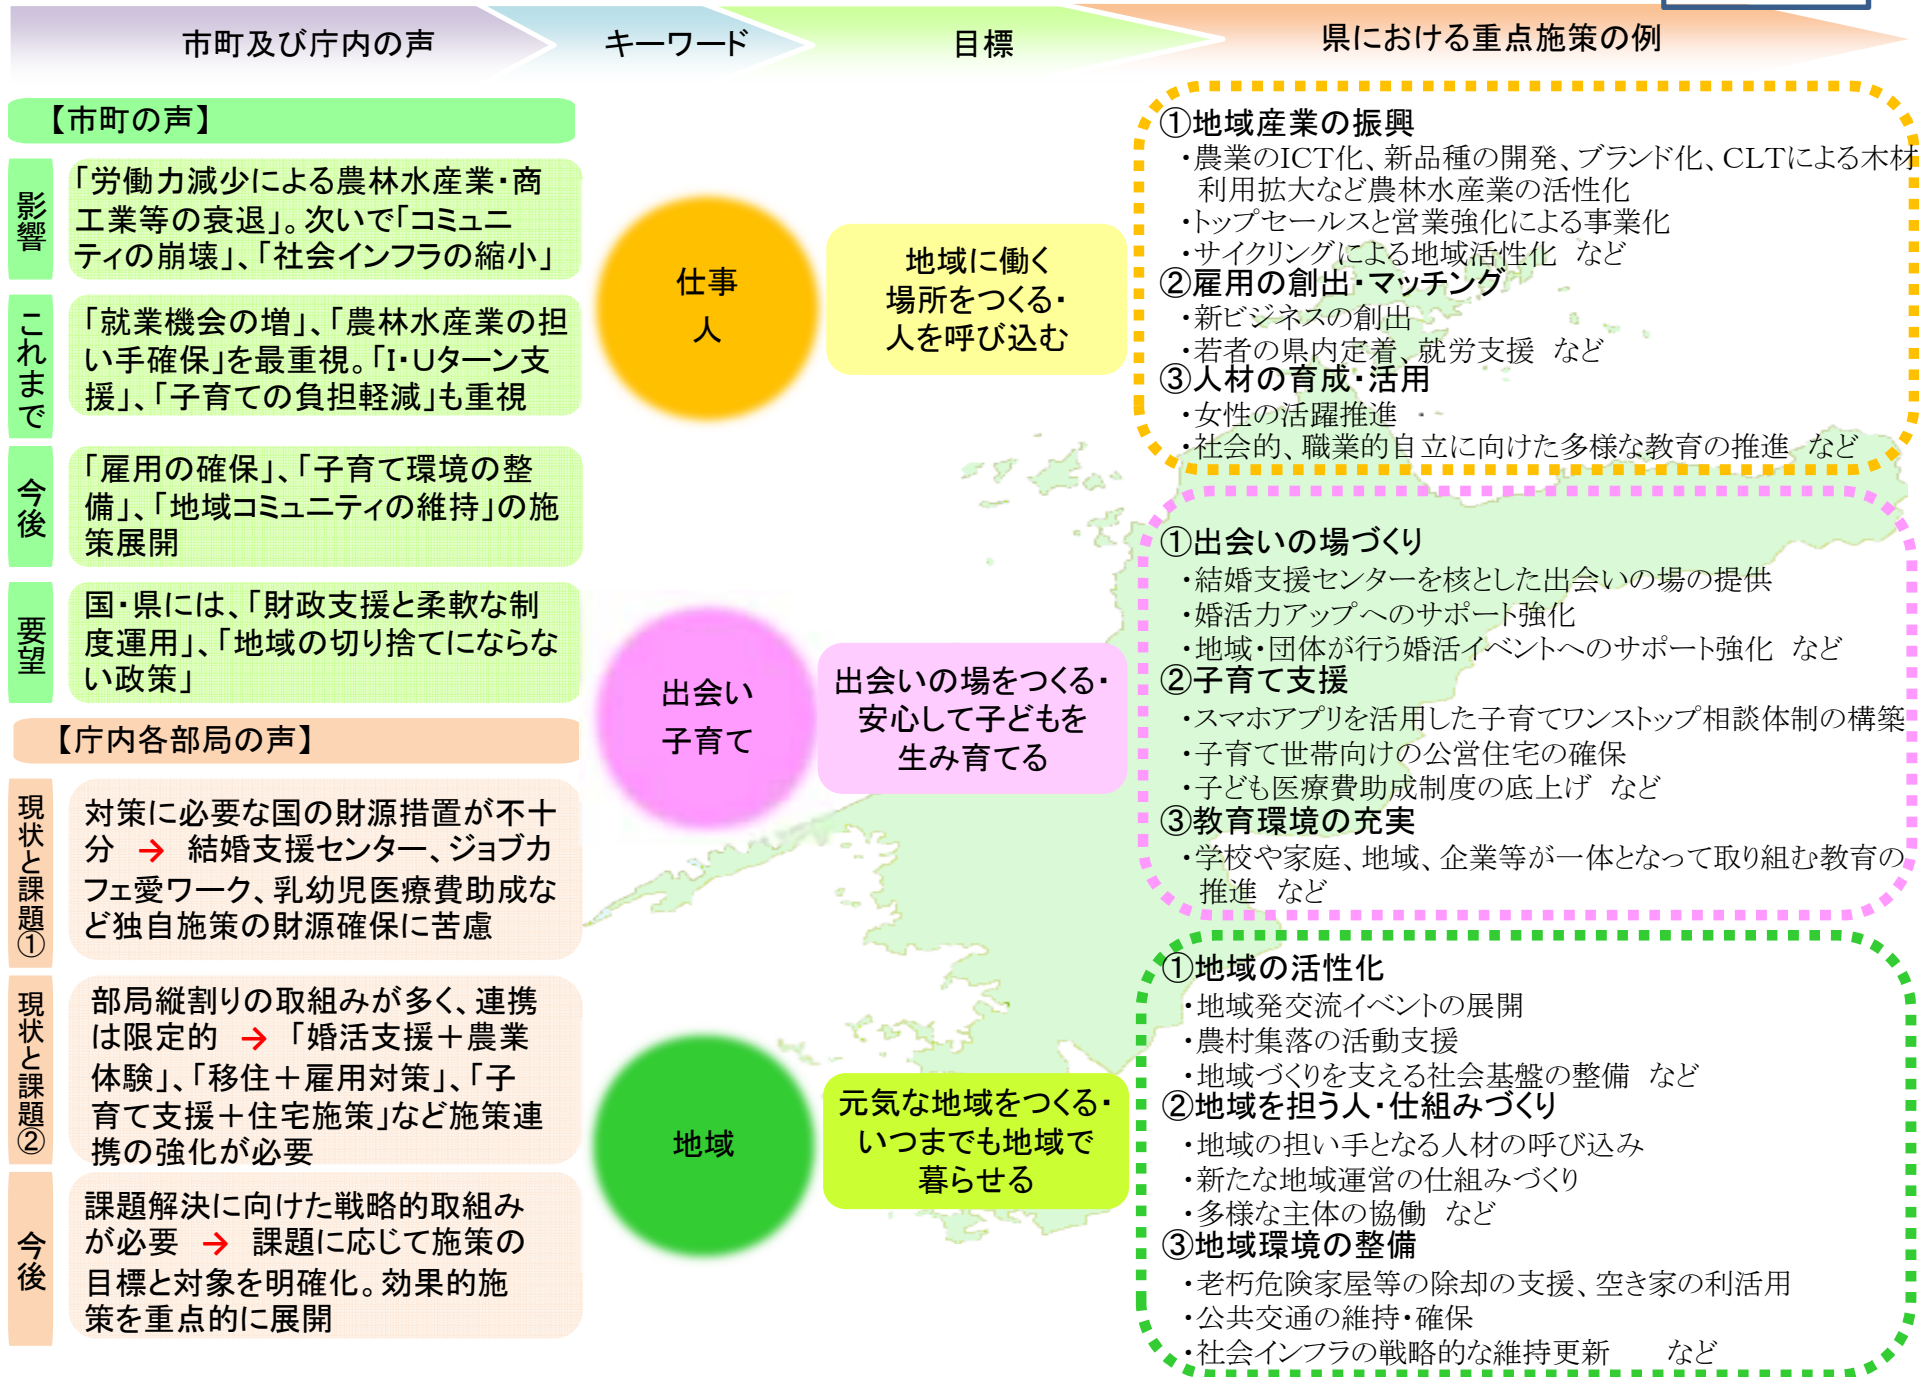 市町及び庁内の声
キーワード
目標
県における重点施策の例
【市町の声】
影響
「労働力減少による農林水産業・商
工業等の衰退」。次いで「コミュニ
ティの崩壊」、「社会インフラの縮小」
これまで
「就業機会の増」、「農林水産業の担
い手確保」を最重視。「I・Uターン支
援」、「子育ての負担軽減」も重視
今後
「雇用の確保」、「子育て環境の整
備」、「地域コミュニティの維持」の施
策展開
要望
国・県には、「財政支援と柔軟な制
度運用」、「地域の切り捨てにならな
い政策」
【庁内各部局の声】
現状と課題①
対策に必要な国の財源措置が不十
分 → 結婚支援センター、ジョブカ
フェ愛ワーク、乳幼児医療費助成な
ど独自施策の財源確保に苦慮
現状と課題②
部局縦割りの取組みが多く、連携
は限定的 → 「婚活支援＋農業
体験」、「移住＋雇用対策」、「子
育て支援＋住宅施策」など施策連
携の強化が必要
今後
課題解決に向けた戦略的取組み
が必要 → 課題に応じて施策の
目標と対象を明確化。効果的施
策を重点的に展開
仕事
人
地域に働く
場所をつくる・
人を呼び込む
①地域産業の振興
・農業のICT化、新品種の開発、ブランド化、CLTによる木材
利用拡大など農林水産業の活性化
・トップセールスと営業強化による事業化
・サイクリングによる地域活性化 など
②雇用の創出・マッチング
・新ビジネスの創出
・若者の県内定着、就労支援 など
③人材の育成・活用
・女性の活躍推進
・社会的、職業的自立に向けた多様な教育の推進 など
出会い
子育て
出会いの場をつくる・
安心して子どもを
生み育てる
①出会いの場づくり
・結婚支援センターを核とした出会いの場の提供
・婚活力アップへのサポート強化
・地域・団体が行う婚活イベントへのサポート強化 など
②子育て支援
・スマホアプリを活用した子育てワンストップ相談体制の構築
・子育て世帯向けの公営住宅の確保
・子ども医療費助成制度の底上げ など
③教育環境の充実
・学校や家庭、地域、企業等が一体となって取り組む教育の
推進 など
地域
元気な地域をつくる・
いつまでも地域で
暮らせる
①地域の活性化
・地域発交流イベントの展開
・農村集落の活動支援
・地域づくりを支える社会基盤の整備 など
②地域を担う人・仕組みづくり
・地域の担い手となる人材の呼び込み
・新たな地域運営の仕組みづくり
・多様な主体の協働 など
③地域環境の整備
・老朽危険家屋等の除却の支援、空き家の利活用
・公共交通の維持・確保
・社会インフラの戦略的な維持更新 など